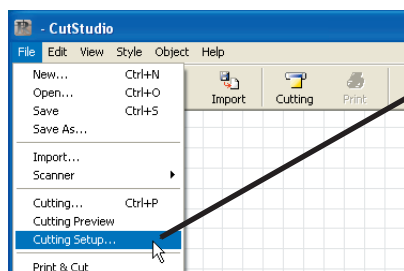 - CutStudio
File Edit View Style Object Help
Import Cutting Print
New... Ctrl+N
Open... Ctrl+O
Save Ctrl+S
Save As...
Import...
Scanner
Cutting... Ctrl+P
Cutting Preview
Cutting Setup...
Print & Cut